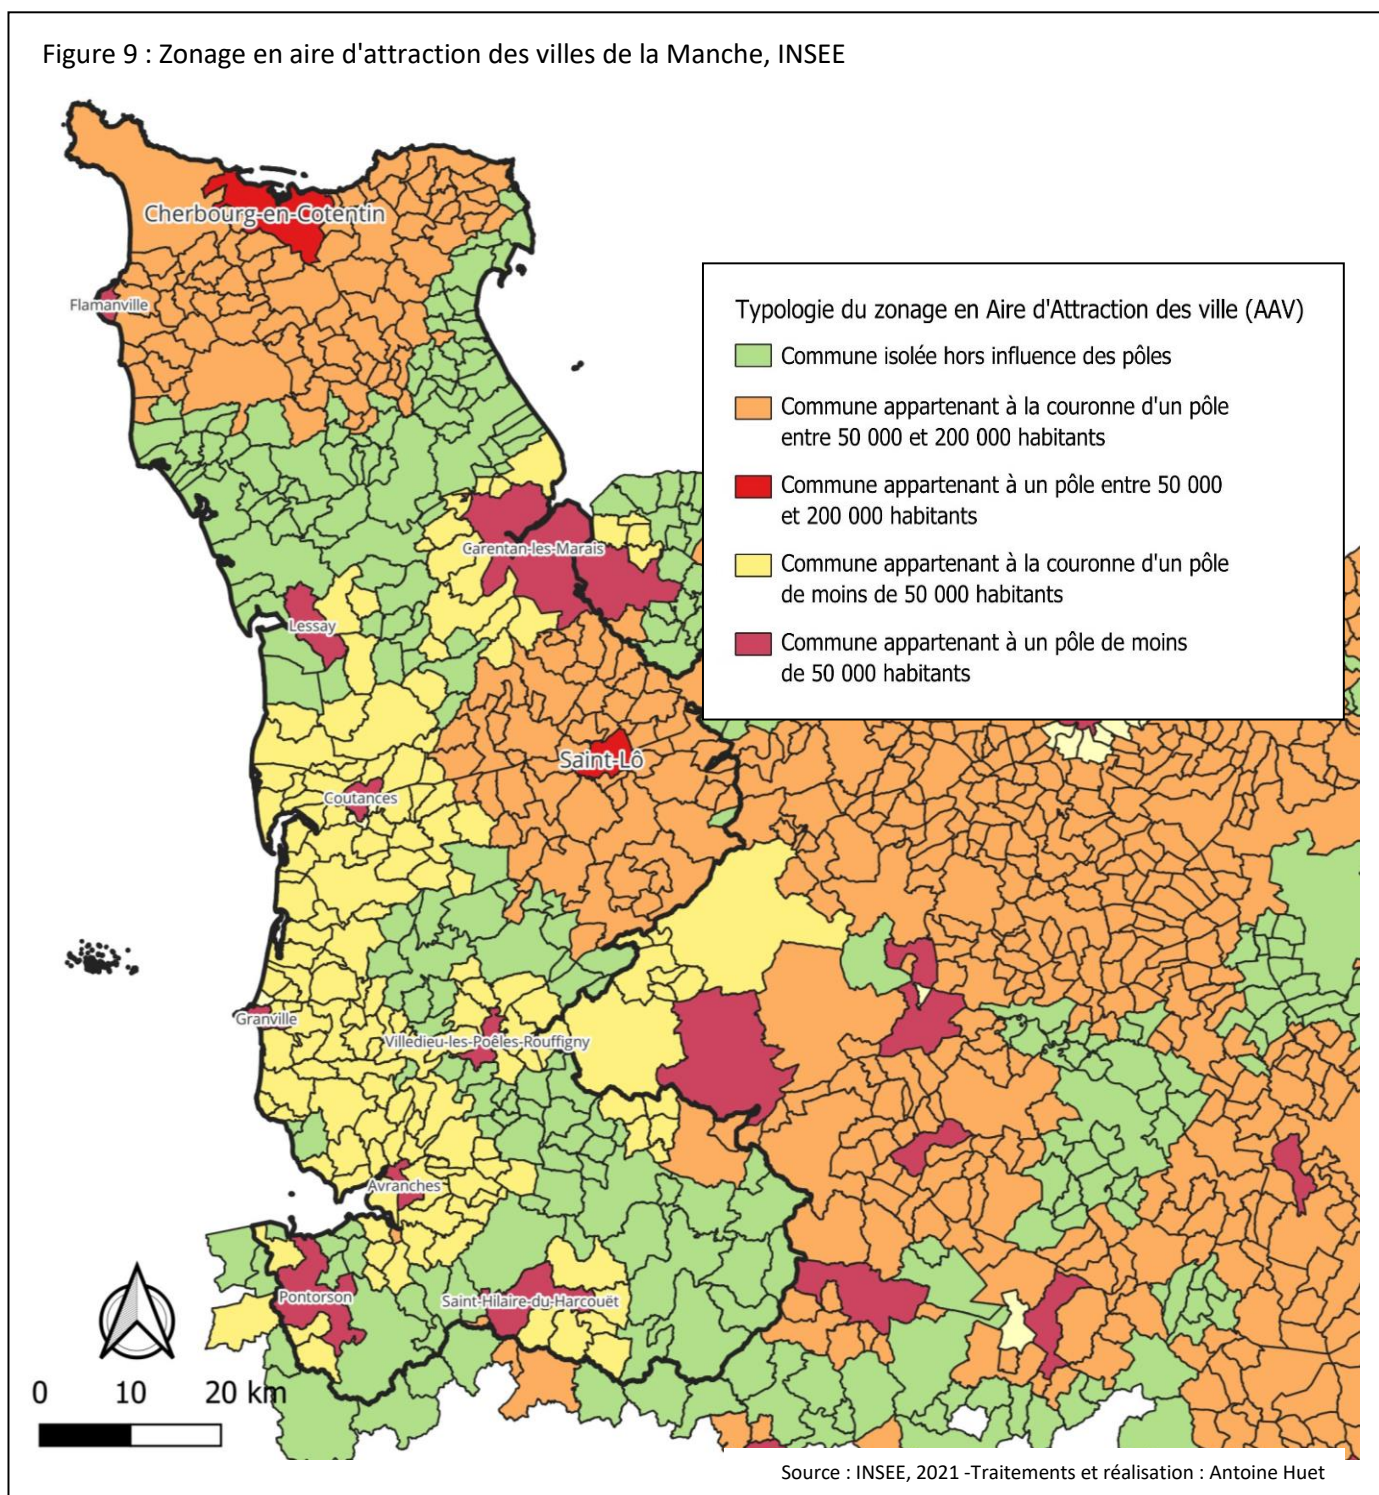 Figure 9 : Zonage en aire d'attraction des villes de la Manche, INSEE
Cherbourg-en-Cotentin
Flamanville
Typologie du zonage en Aire d'Attraction des ville (AAV)
Commune isolée hors influence des pôles
Commune appartenant à la couronne d'un pôle
entre 50 000 et 200 000 habitants
Commune appartenant à un pôle entre 50 000
et 200 000 habitants
Commune appartenant à la couronne d'un pôle
de moins de 50 000 habitants
Commune appartenant à un pôle de moins
de 50 000 habitants
Carentan-les-Marais
Lessay
Saint-Lô
Coutances
Granville
Villedieu-les-Poêles-Rouffigny
Avranches
Pontorson
Saint-Hilaire-du-Harcouët
0 10 20 km
Source : INSEE, 2021 -Traitements et réalisation : Antoine Huet